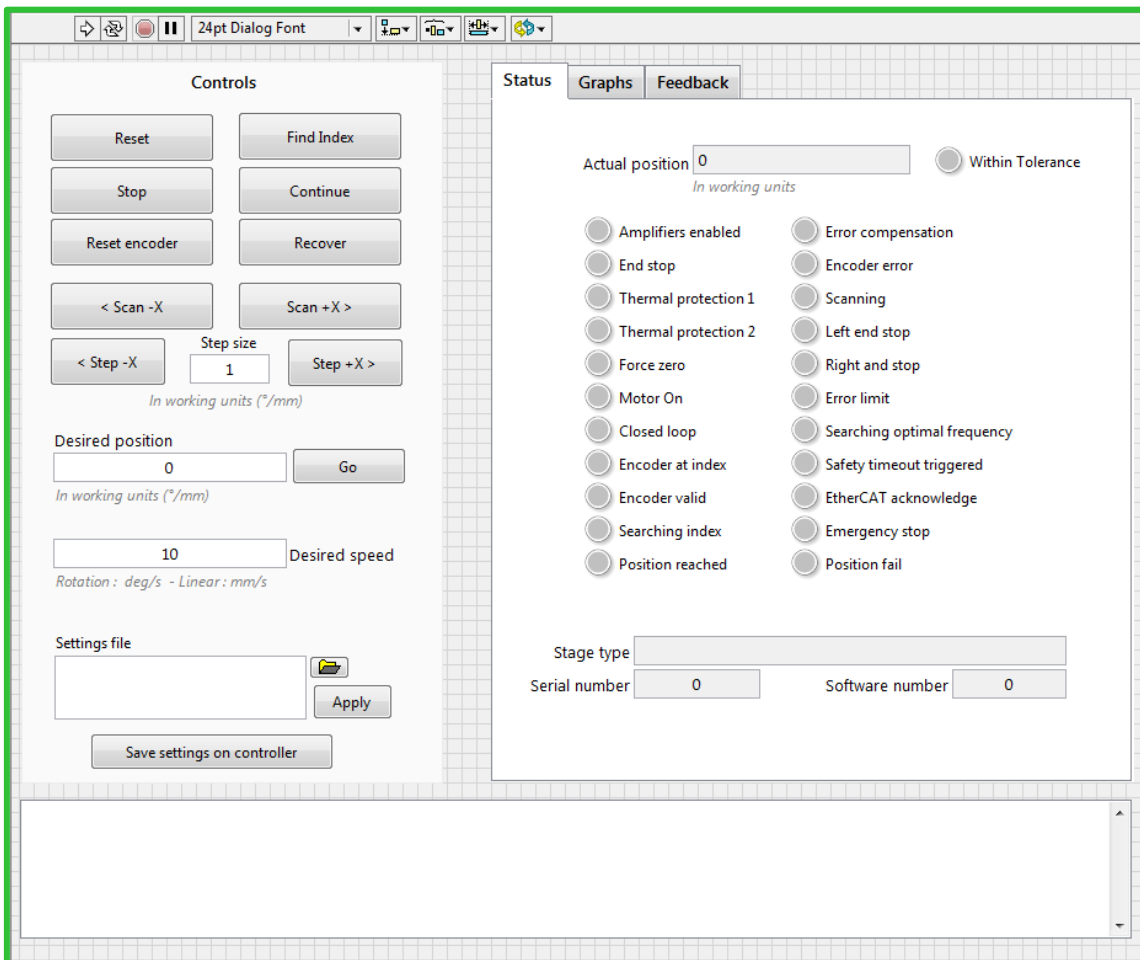 24pt Dialog Font
Controls
Reset
Find Index
Stop
Continue
Reset encoder
Recover
< Scan -X
Scan +X >
Step size
< Step -X
1
Step +X >
In working units (°/mm)
Desired position
0
Go
In working units (°/mm)
10
Desired speed
Rotation : deg/s - Linear : mm/s
Settings file
Apply
Save settings on controller
Status
Graphs
Feedback
Actual position
0
Within Tolerance
In working units
Amplifiers enabled
Error compensation
End stop
Encoder error
Thermal protection 1
Scanning
Thermal protection 2
Left end stop
Force zero
Right and stop
Motor On
Error limit
Closed loop
Searching optimal frequency
Encoder at index
Safety timeout triggered
Encoder valid
EtherCAT acknowledge
Searching index
Emergency stop
Position reached
Position fail
Stage type
Serial number
0
Software number
0